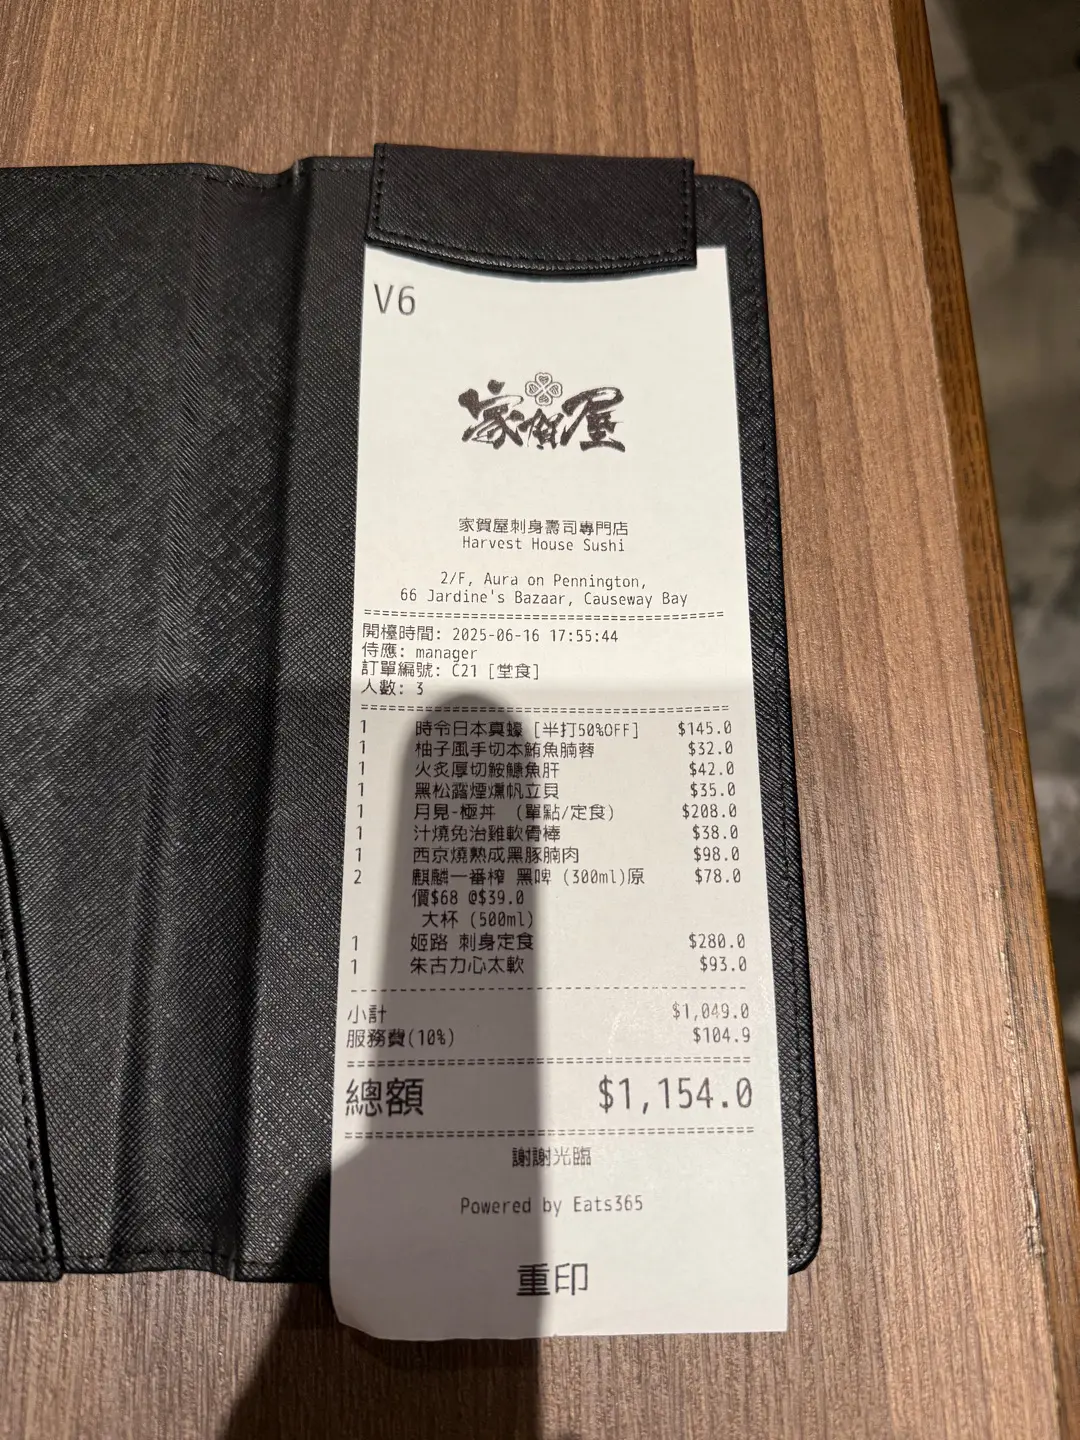 V6
家賀屋
家賀屋刺身壽司專門店
Harvest House Sushi
2/F, Aura on Pennington,
66 Jardine's Bazaar, Causeway Bay
開檯時間: 2025-06-16 17:55:44
侍應: manager
訂單編號: C21 [堂食]
人數: 3
1 時令日本真蠔 [半打50%OFF] $145.0
1 柚子風手切本鮪魚腩蓉 $32.0
1 火炙厚切鮟鱇魚肝 $42.0
1 黑松露煙燻帆立貝 $35.0
1 月見-極丼 (單點/定食) $208.0
1 汁燒免治雞軟骨棒 $38.0
1 西京燒熟成黑豚腩肉 $98.0
2 麒麟一番榨 黑啤 (300ml)原 $78.0
價$68 @$39.0
大杯 (500ml)
1 姬路 刺身定食 $280.0
1 朱古力心太軟 $93.0
小計 $1,049.0
服務費(10%) $104.9
總額 $1,154.0
謝謝光臨
Powered by Eats365
重印